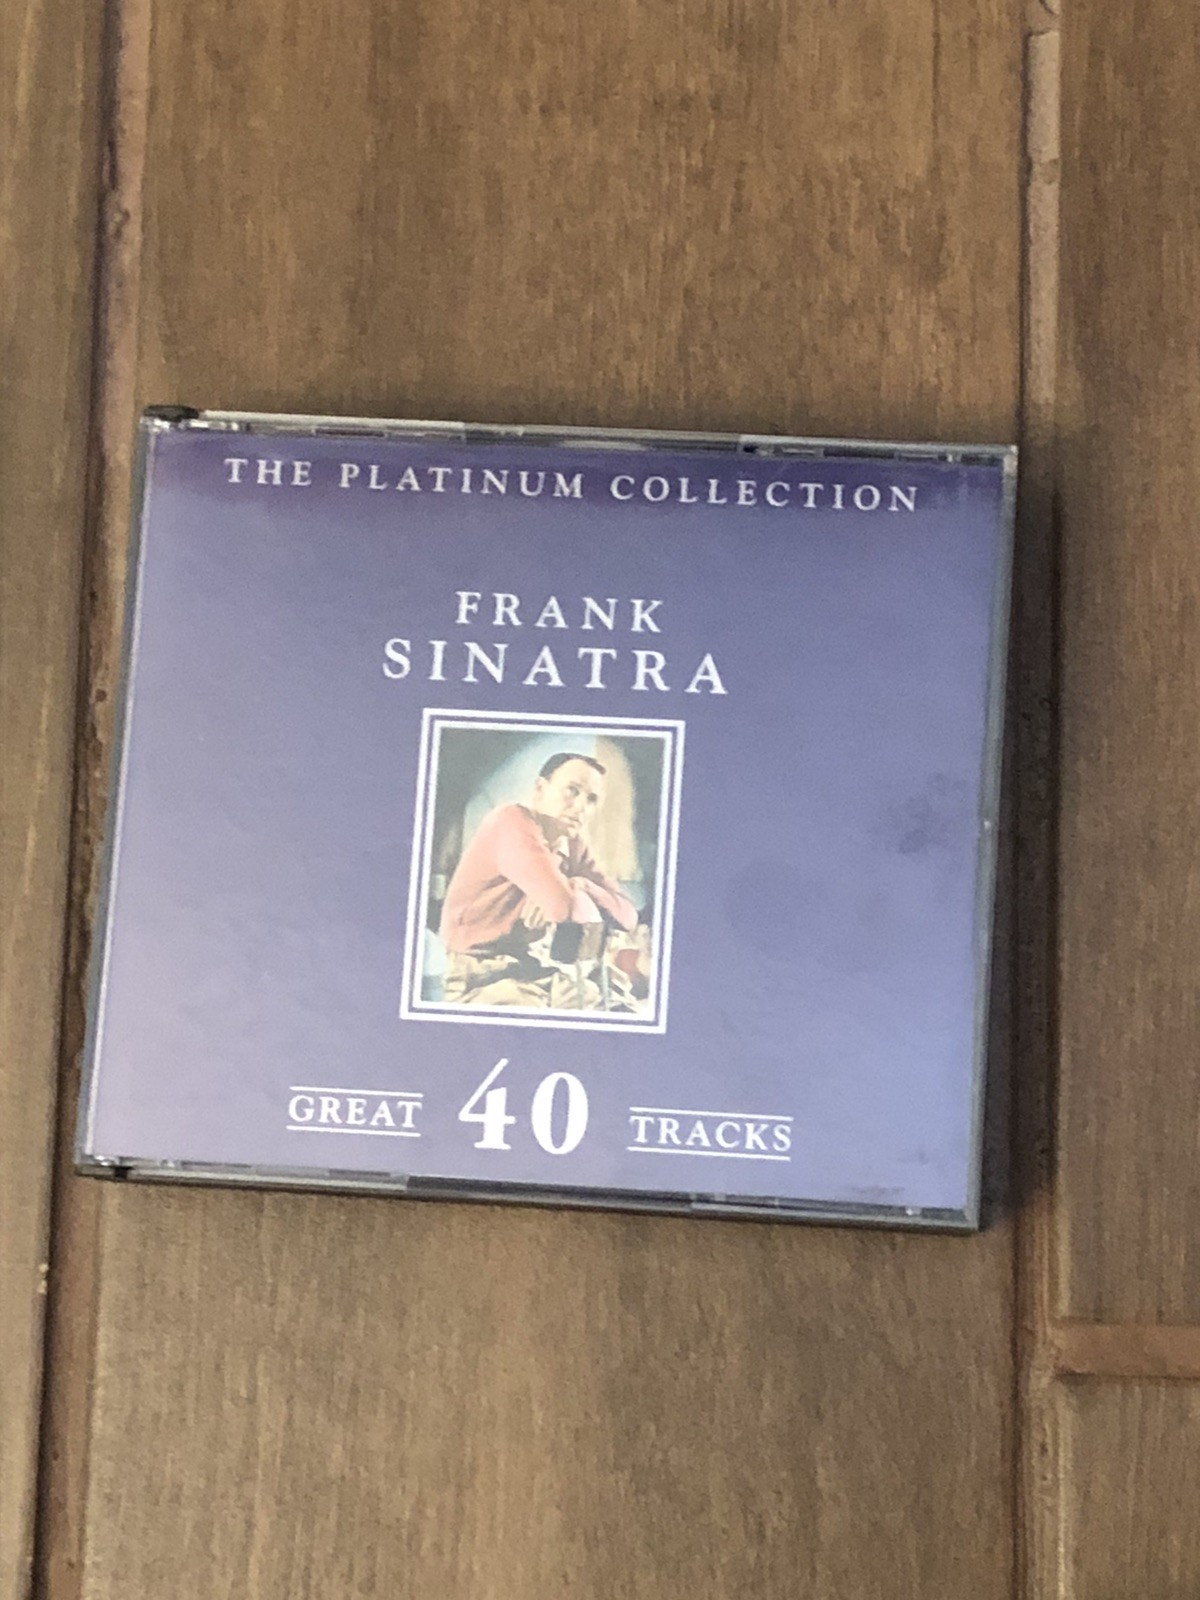 THE PLATINUM COLLECTION
FRANK
SINATRA
GREAT 40 TRACKS